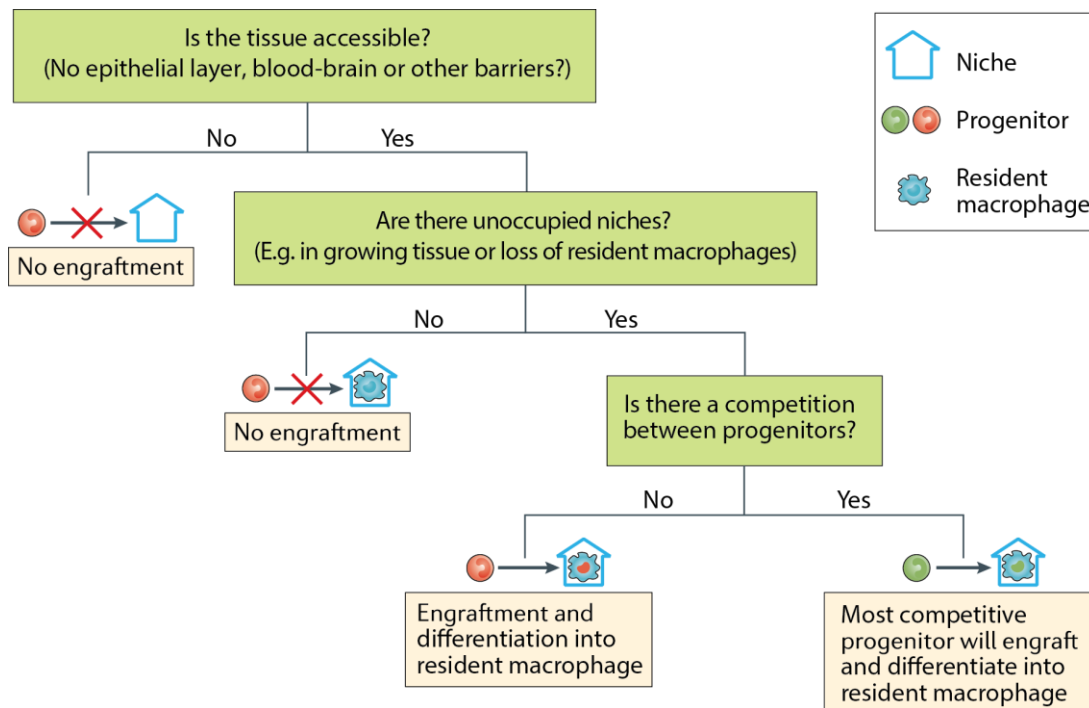 Is the tissue accessible?
(No epithelial layer, blood-brain or other barriers?)
Niche
Progenitor
Resident
macrophage
No
Yes
No engraftment
Are there unoccupied niches?
(E.g. in growing tissue or loss of resident macrophages)
No
Yes
No engraftment
Is there a competition
between progenitors?
No
Yes
Engraftment and
differentiation into
resident macrophage
Most competitive
progenitor will engraft
and differentiate into
resident macrophage